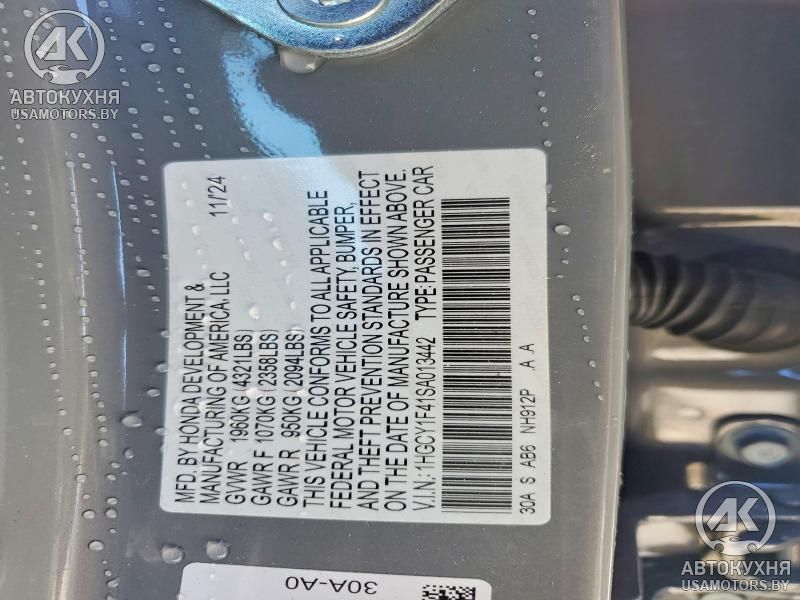 AK
АВТОКУХНЯ
USAMOTORS.BY
MFD. BY HONDA DEVELOPMENT &
MANUFACTURING OF AMERICA, LLC 11/24
GVWR 1960KG (4321LBS)
GAWR F 1070KG (2358LBS)
GAWR R 950KG (2094LBS)
THIS VEHICLE CONFORMS TO ALL APPLICABLE
FEDERAL MOTOR VEHICLE SAFETY, BUMPER,
AND THEFT PREVENTION STANDARDS IN EFFECT
ON THE DATE OF MANUFACTURE SHOWN ABOVE.
V.I.N.: 1HGCY1F41SA013442 TYPE:PASSENGER CAR
30A S AB6 NH912P A A
30A-A0
AK
АВТОКУХНЯ
USAMOTORS.BY